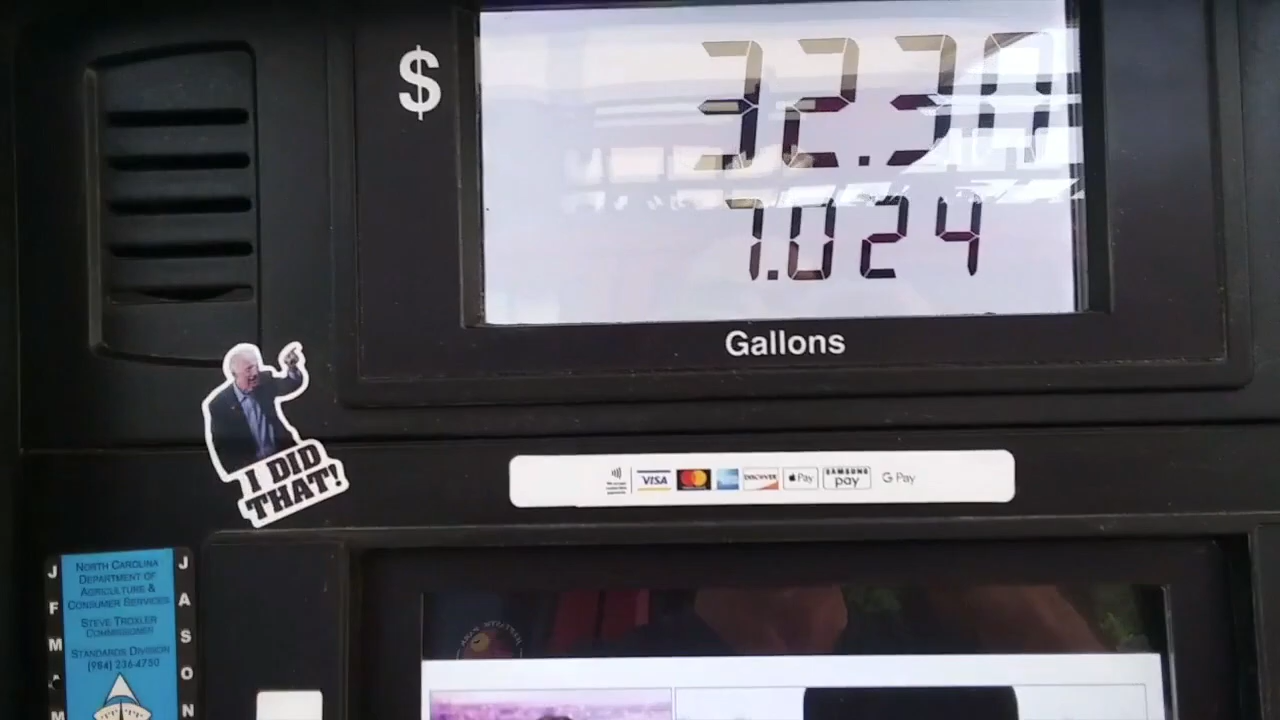 $ 32.30
7.024
Gallons
I DID
THAT!
VISA
DISCOVER
Pay
SAMSUNG
pay
G Pay
NORTH CAROLINA
DEPARTMENT OF
AGRICULTURE &
CONSUMER SERVICES
STEVE TROXLER
COMMISSIONER
STANDARDS DIVISION
(984) 236-4750
J
F
M
A
M
J
A
S
O
N